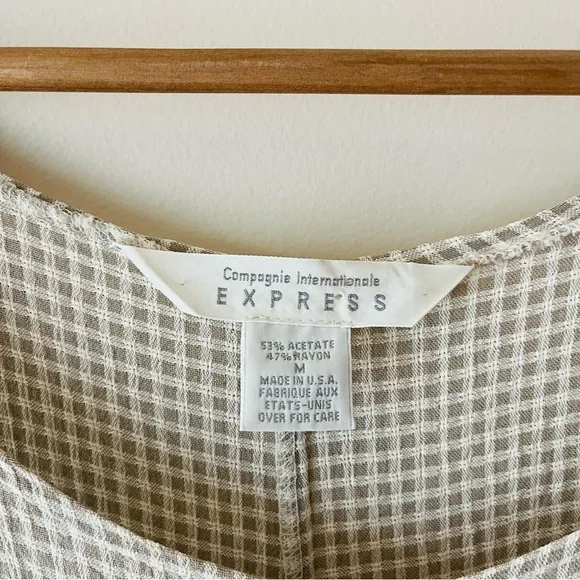 Compagnie Internationale
EXPRESS
53% ACETATE
47% RAYON
M
MADE IN U.S.A.
FABRIQUE AUX
ETATS-UNIS
OVER FOR CARE